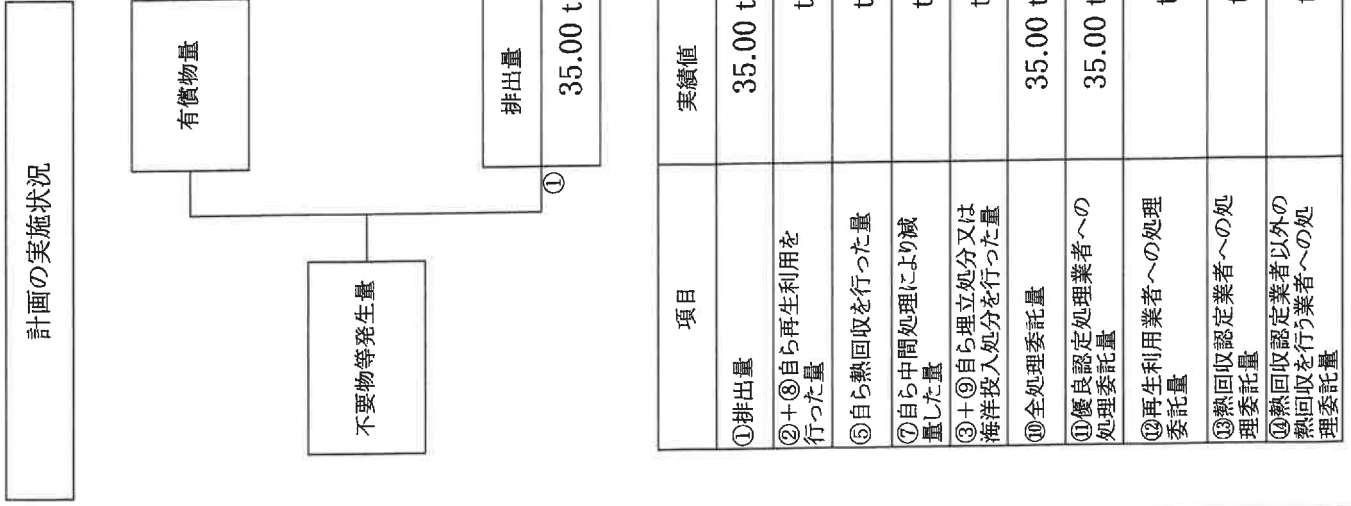 計画の実施状況
有償物量
不要物等発生量
排出量
①
35.00 t
項目
実績値
①排出量
35.00 t
②+⑧自ら再生利用を
行った量
t
⑤自ら熱回収を行った量
t
⑦自ら中間処理により減
量した量
t
③+⑨自ら埋立処分又は
海洋投入処分を行った量
t
⑩全処理委託量
35.00 t
⑪優良認定処理業者への
処理委託量
35.00 t
⑫再生利用業者への処理
委託量
t
⑬熱回収認定業者への処
理委託量
t
⑭熱回収認定業者以外の
熱回収を行う業者への処
理委託量
t